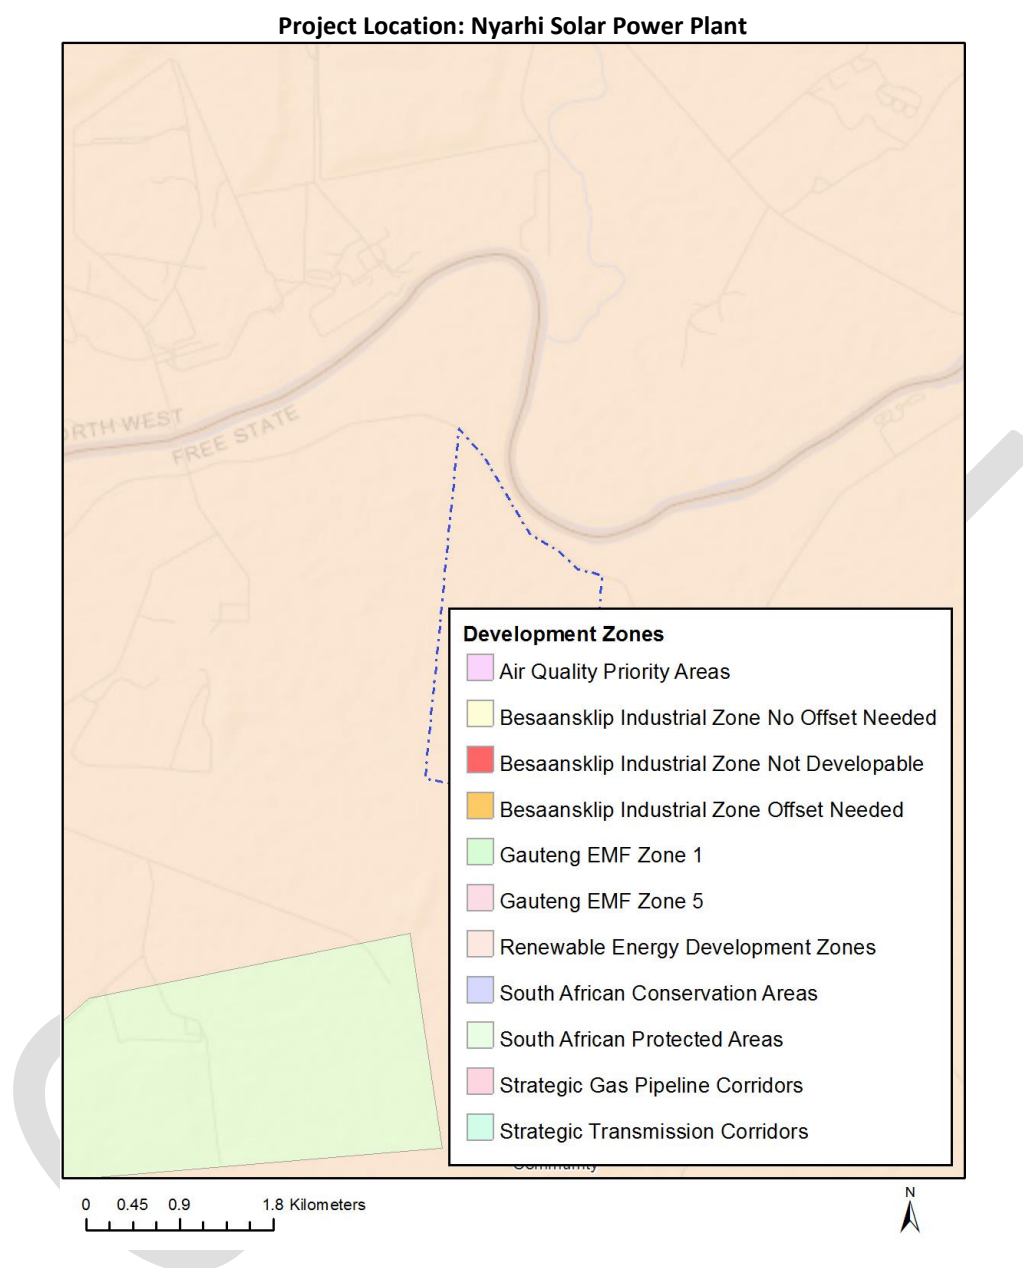 Project Location: Nyarhi Solar Power Plant
ORTH WEST
FREE STATE
Development Zones
Air Quality Priority Areas
Besaansklip Industrial Zone No Offset Needed
Besaansklip Industrial Zone Not Developable
Besaansklip Industrial Zone Offset Needed
Gauteng EMF Zone 1
Gauteng EMF Zone 5
Renewable Energy Development Zones
South African Conservation Areas
South African Protected Areas
Strategic Gas Pipeline Corridors
Strategic Transmission Corridors
Community
0 0.45 0.9 1.8 Kilometers
N